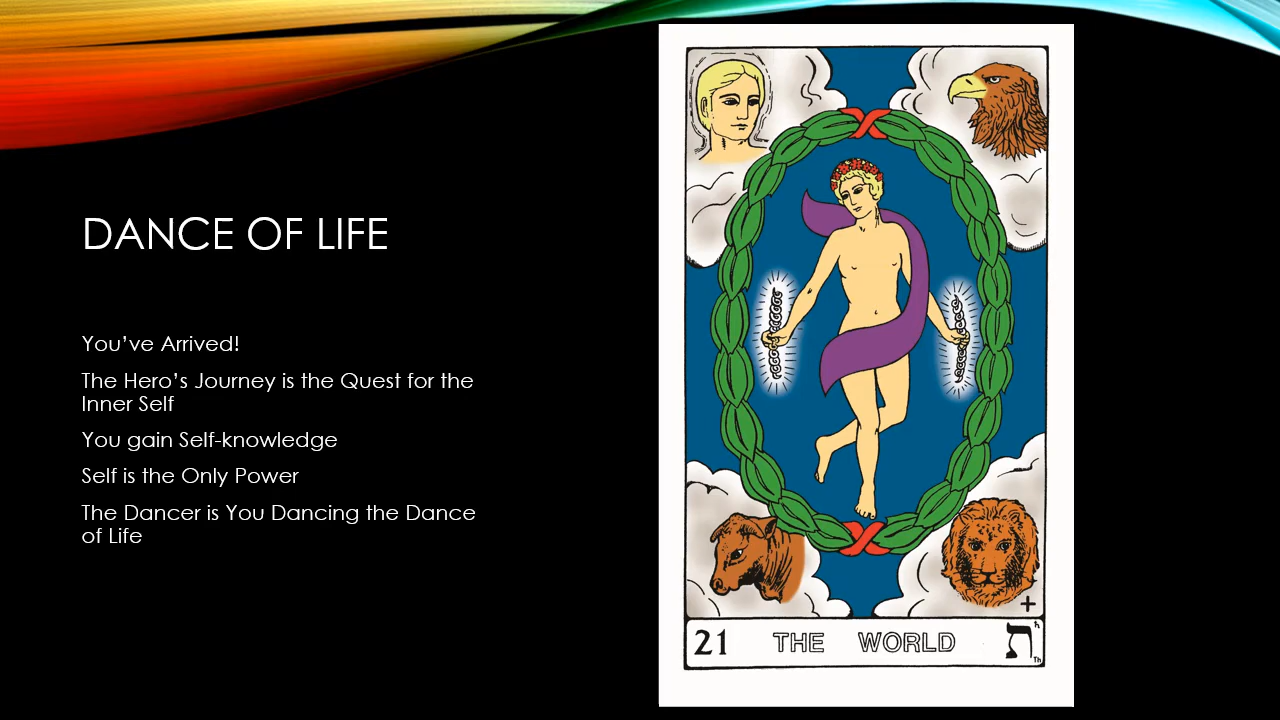 DANCE OF LIFE
You've Arrived!
The Hero's Journey is the Quest for the
Inner Self
You gain Self-knowledge
Self is the Only Power
The Dancer is You Dancing the Dance
of Life
21 THE WORLD ת
♄
Th